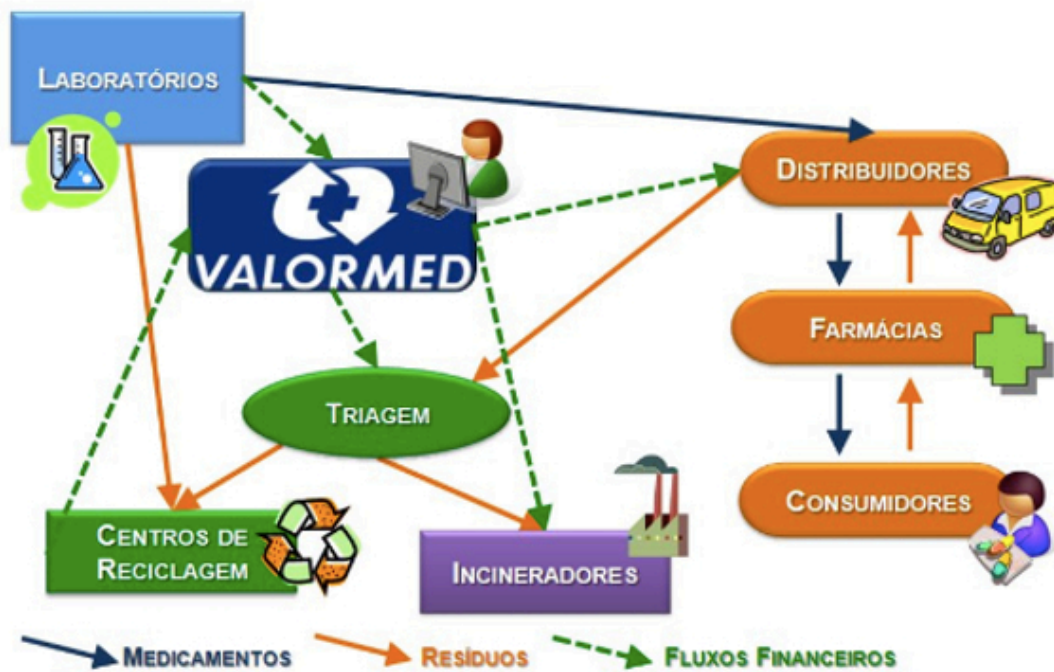 LABORATÓRIOS
VALORMED
DISTRIBUIDORES
FARMÁCIAS
TRIAGEM
CONSUMIDORES
CENTROS DE
RECICLAGEM
INCINERADORES
MEDICAMENTOS RESÍDUOS FLUXOS FINANCEIROS